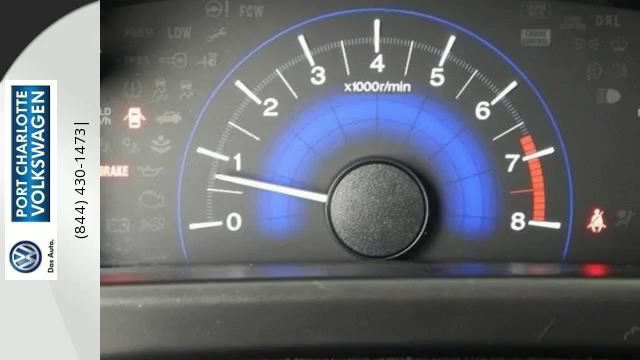 PORT CHARLOTTE
VOLKSWAGEN
Das Auto.
(844) 430-1473|
FCW
LOW
DRL
x1000r/min
0
1
2
3
4
5
6
7
8
BRAKE